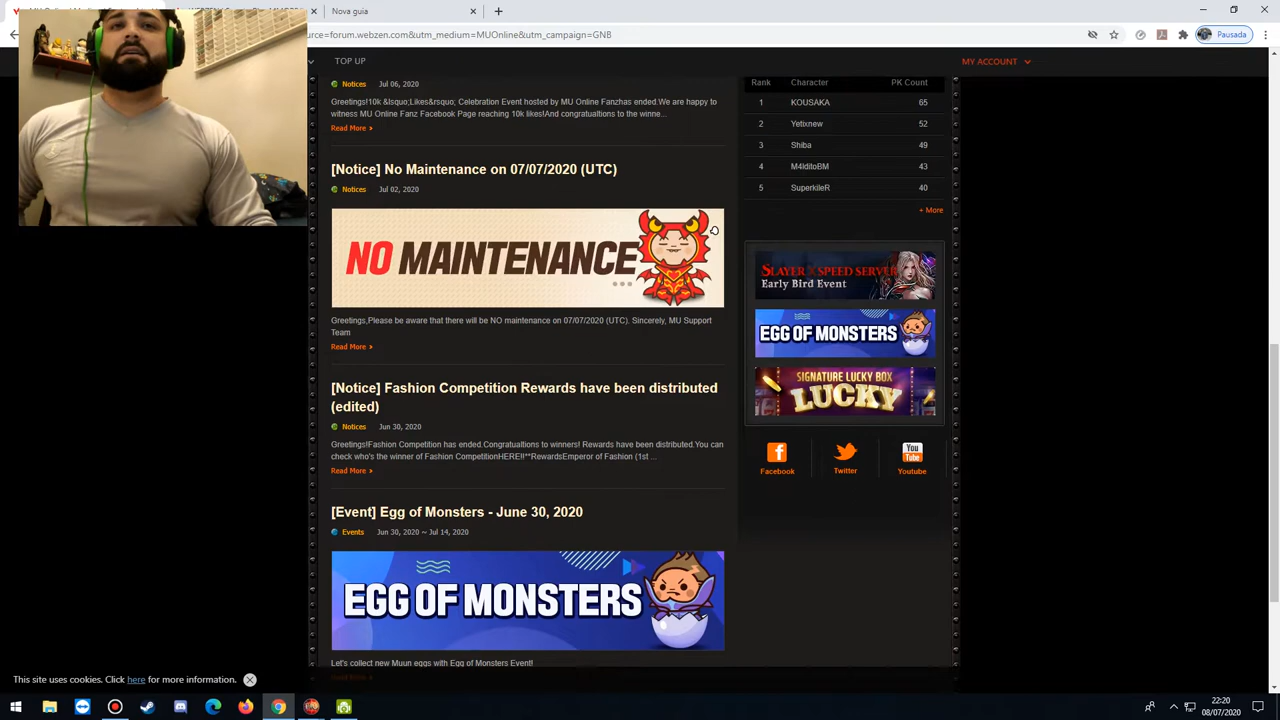 Nova guia
source=forum.webzen.com&utm_medium=MUOnline&utm_campaign=GNB
Pausada
TOP UP
MY ACCOUNT
Notices Jul 06, 2020
Greetings!10k &lsquo;Likes&rsquo; Celebration Event hosted by MU Online Fanzhas ended.We are happy to
witness MU Online Fanz Facebook Page reaching 10k likes!And congratualtions to the winne...
Read More >
[Notice] No Maintenance on 07/07/2020 (UTC)
Notices Jul 02, 2020
NO MAINTENANCE...
Greetings,Please be aware that there will be NO maintenance on 07/07/2020 (UTC). Sincerely, MU Support
Team
Read More >
[Notice] Fashion Competition Rewards have been distributed
(edited)
Notices Jun 30, 2020
Greetings!Fashion Competition has ended.Congratualtions to winners! Rewards have been distributed.You can
check who's the winner of Fashion CompetitionHERE!!**RewardsEmperor of Fashion (1st ...
Read More >
[Event] Egg of Monsters - June 30, 2020
Events Jun 30, 2020 ~ Jul 14, 2020
EGG OF MONSTERS
Let's collect new Muun eggs with Egg of Monsters Event!
Read More >
Rank Character PK Count
1 KOUSAKA 65
2 Yetixnew 52
3 Shiba 49
4 M4lditoBM 43
5 SuperkileR 40
+ More
SLAYER X SPEED SERVER
Early Bird Event
EGG OF MONSTERS
SIGNATURE LUCKY BOX
LUCKY
Facebook
Twitter
You
Tube
Youtube
This site uses cookies. Click here for more information.
22:20
08/07/2020